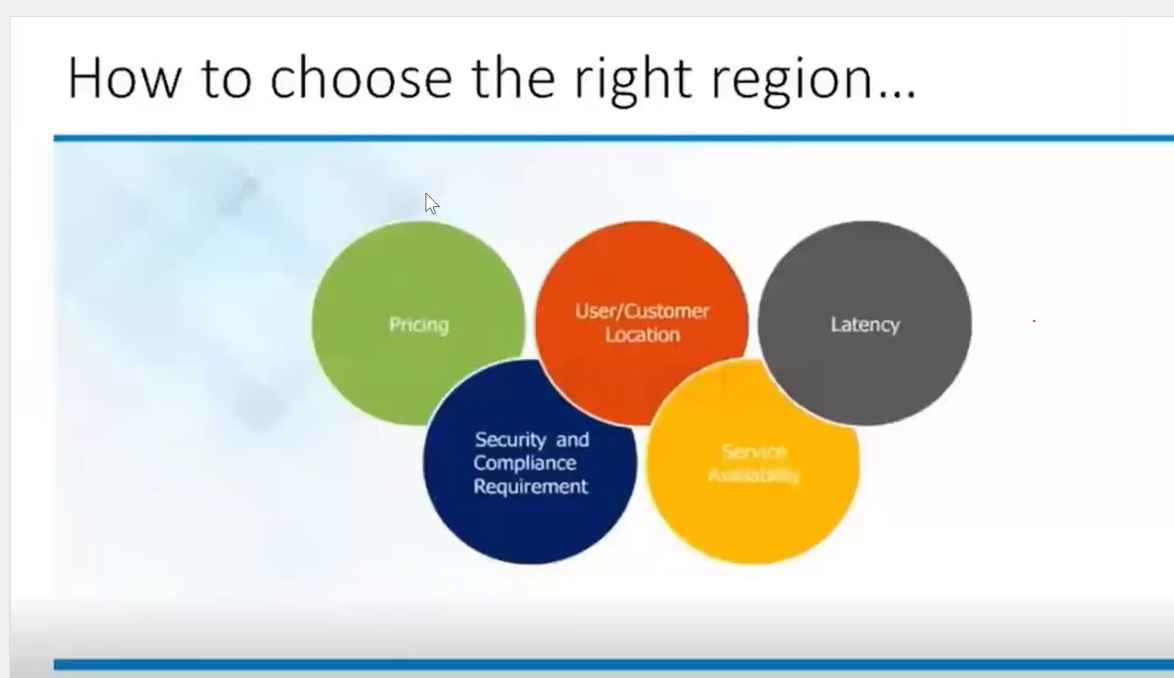 How to choose the right region...
Pricing
User/Customer
Location
Latency
Security and
Compliance
Requirement
Service
Availability